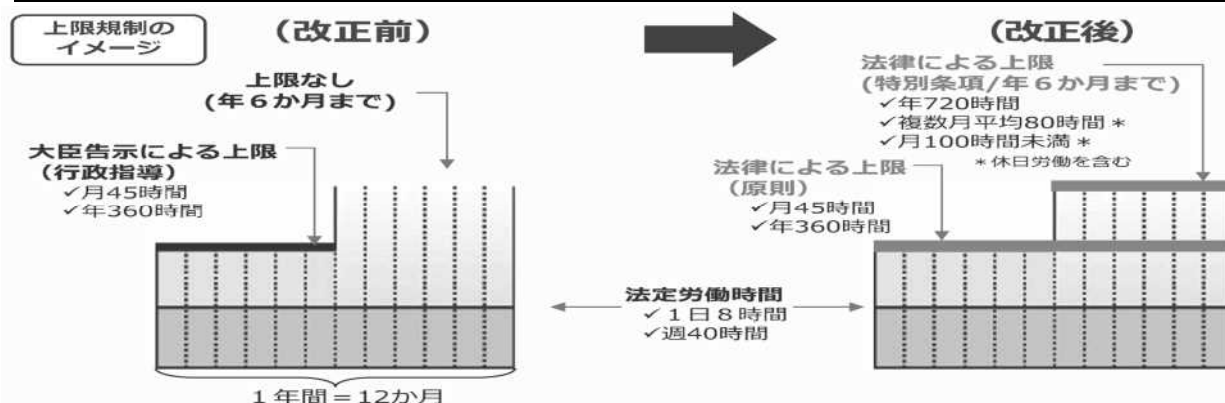 上限規制の
イメージ
(改正前)
上限なし
(年６か月まで)
大臣告示による上限
(行政指導)
✓月45時間
✓年360時間
1年間＝12か月
法定労働時間
✓１日８時間
✓週40時間
(改正後)
法律による上限
(特別条項/年６か月まで)
✓年720時間
✓複数月平均80時間＊
✓月100時間未満＊
＊休日労働を含む
法律による上限
(原則)
✓月45時間
✓年360時間